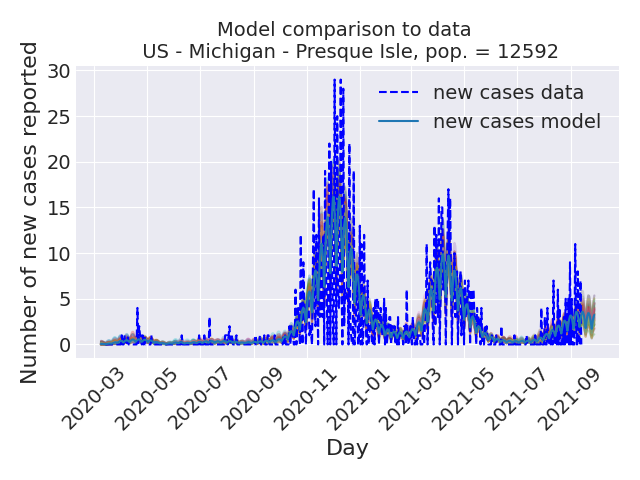 Model comparison to data
US - Michigan - Presque Isle, pop. = 12592
Number of new cases reported
30
25
20
15
10
5
0
new cases data
new cases model
2020-03
2020-05
2020-07
2020-09
2020-11
2021-01
2021-03
2021-05
2021-07
2021-09
Day